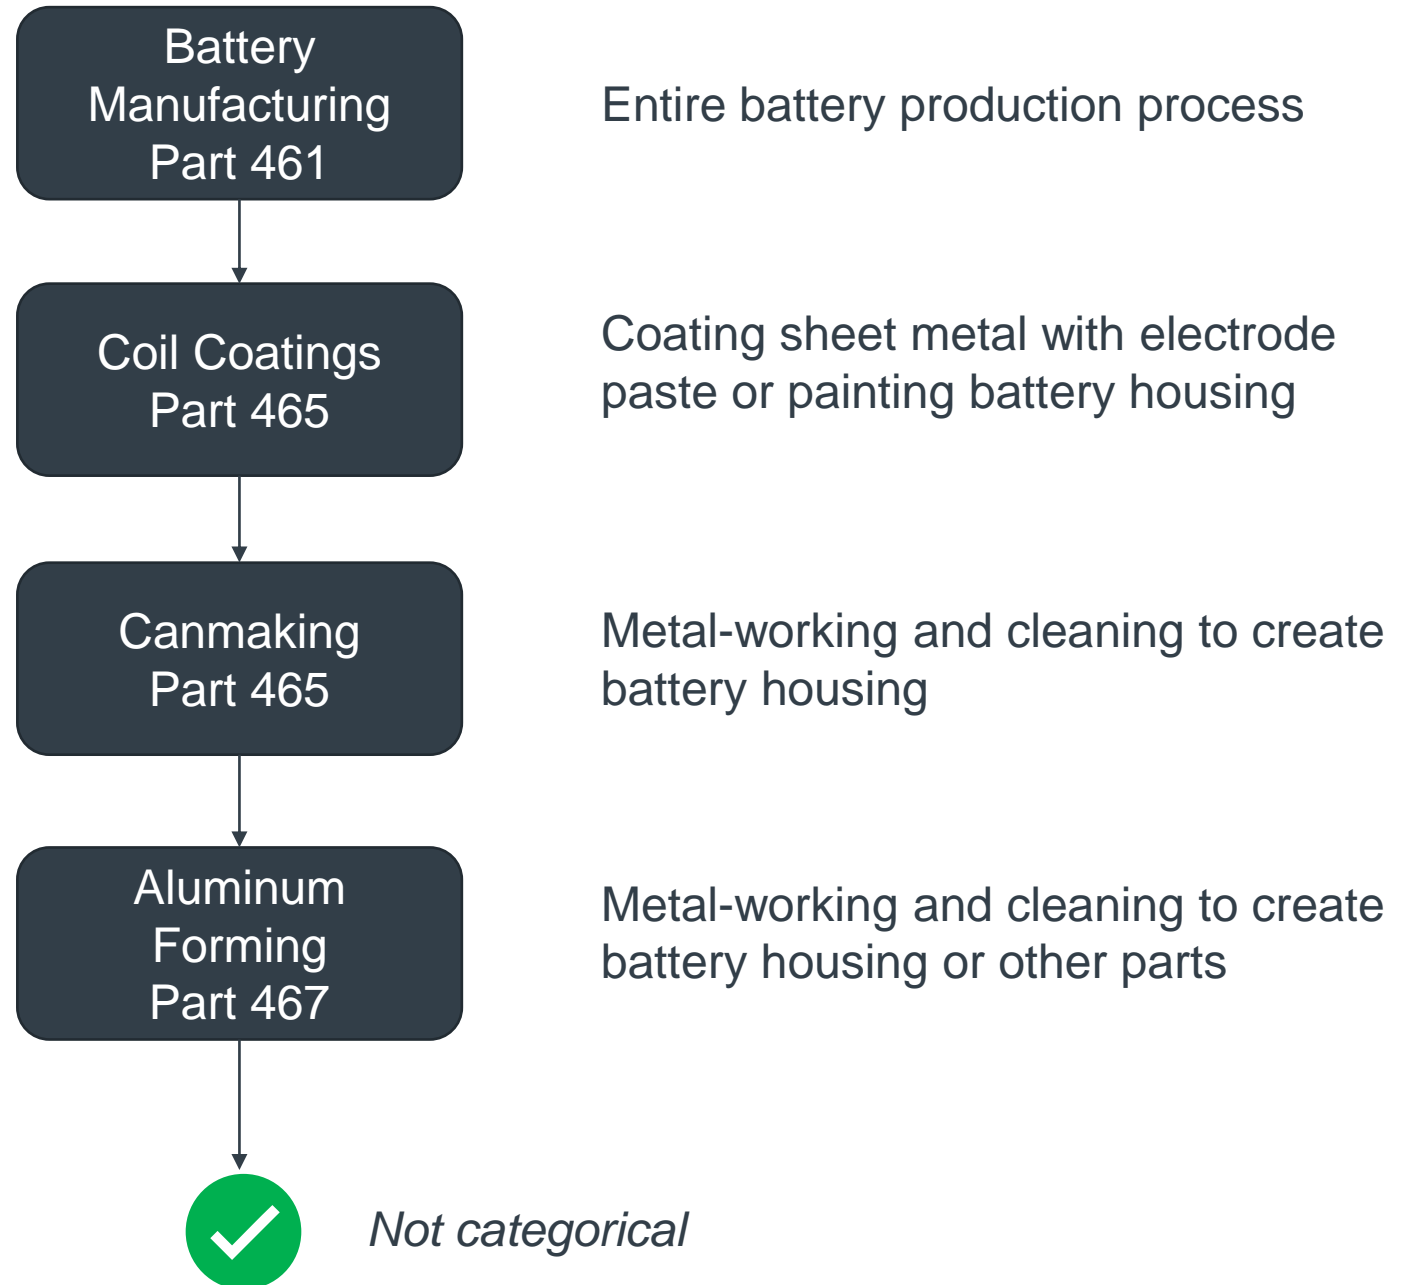 Battery
Manufacturing
Part 461
Entire battery production process
Coil Coatings
Part 465
Coating sheet metal with electrode
paste or painting battery housing
Canmaking
Part 465
Metal-working and cleaning to create
battery housing
Aluminum
Forming
Part 467
Metal-working and cleaning to create
battery housing or other parts
Not categorical